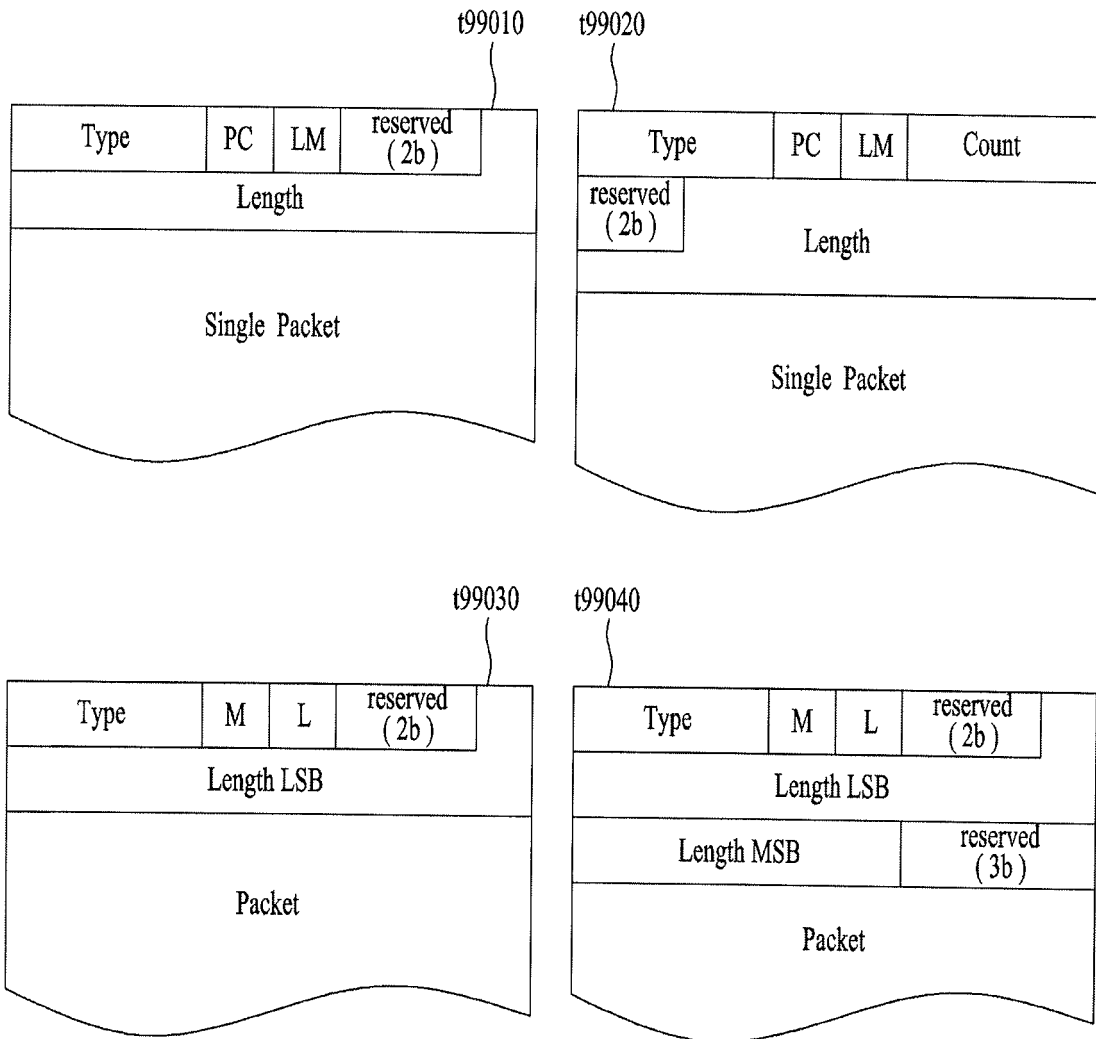 t99010
Type PC LM reserved
(2b)
Length
Single Packet
t99020
Type PC LM Count
reserved
(2b)
Length
Single Packet
t99030
Type M L reserved
(2b)
Length LSB
Packet
t99040
Type M L reserved
(2b)
Length LSB
Length MSB reserved
(3b)
Packet